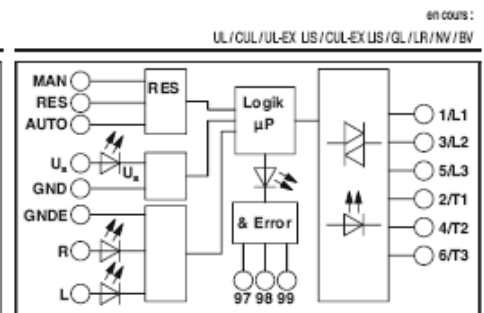 en cours :
UL / CUL / UL-EX LIS / CUL-EX LIS / GL / LR / NV / BV
MAN
RES
AUTO
RES
Logik
µP
1/L1
3/L2
5/L3
2/T1
4/T2
6/T3
Us
Us
GND
GNDE
R
L
& Error
97 98 99